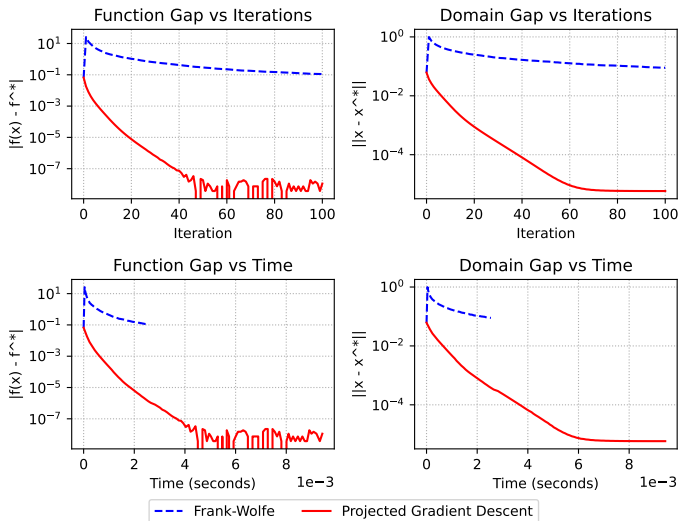 Function Gap vs Iterations
Domain Gap vs Iterations
|f(x) - f^*|
10^1
10^-1
10^-3
10^-5
10^-7
0 20 40 60 80 100
Iteration
||x - x^*||
10^0
10^-2
10^-4
0 20 40 60 80 100
Iteration
Function Gap vs Time
Domain Gap vs Time
|f(x) - f^*|
10^1
10^-1
10^-3
10^-5
10^-7
0 2 4 6 8
Time (seconds)
1e−3
||x - x^*||
10^0
10^-2
10^-4
0 2 4 6 8
Time (seconds)
1e−3
Frank-Wolfe
Projected Gradient Descent